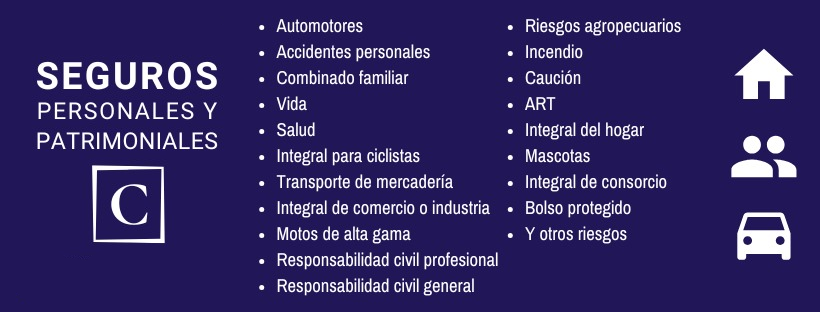 SEGUROS
PERSONALES Y
PATRIMONIALES
C
• Automotores
• Accidentes personales
• Combinado familiar
• Vida
• Salud
• Integral para ciclistas
• Transporte de mercadería
• Integral de comercio o industria
• Motos de alta gama
• Responsabilidad civil profesional
• Responsabilidad civil general
• Riesgos agropecuarios
• Incendio
• Caución
• ART
• Integral del hogar
• Mascotas
• Integral de consorcio
• Bolso protegido
• Y otros riesgos